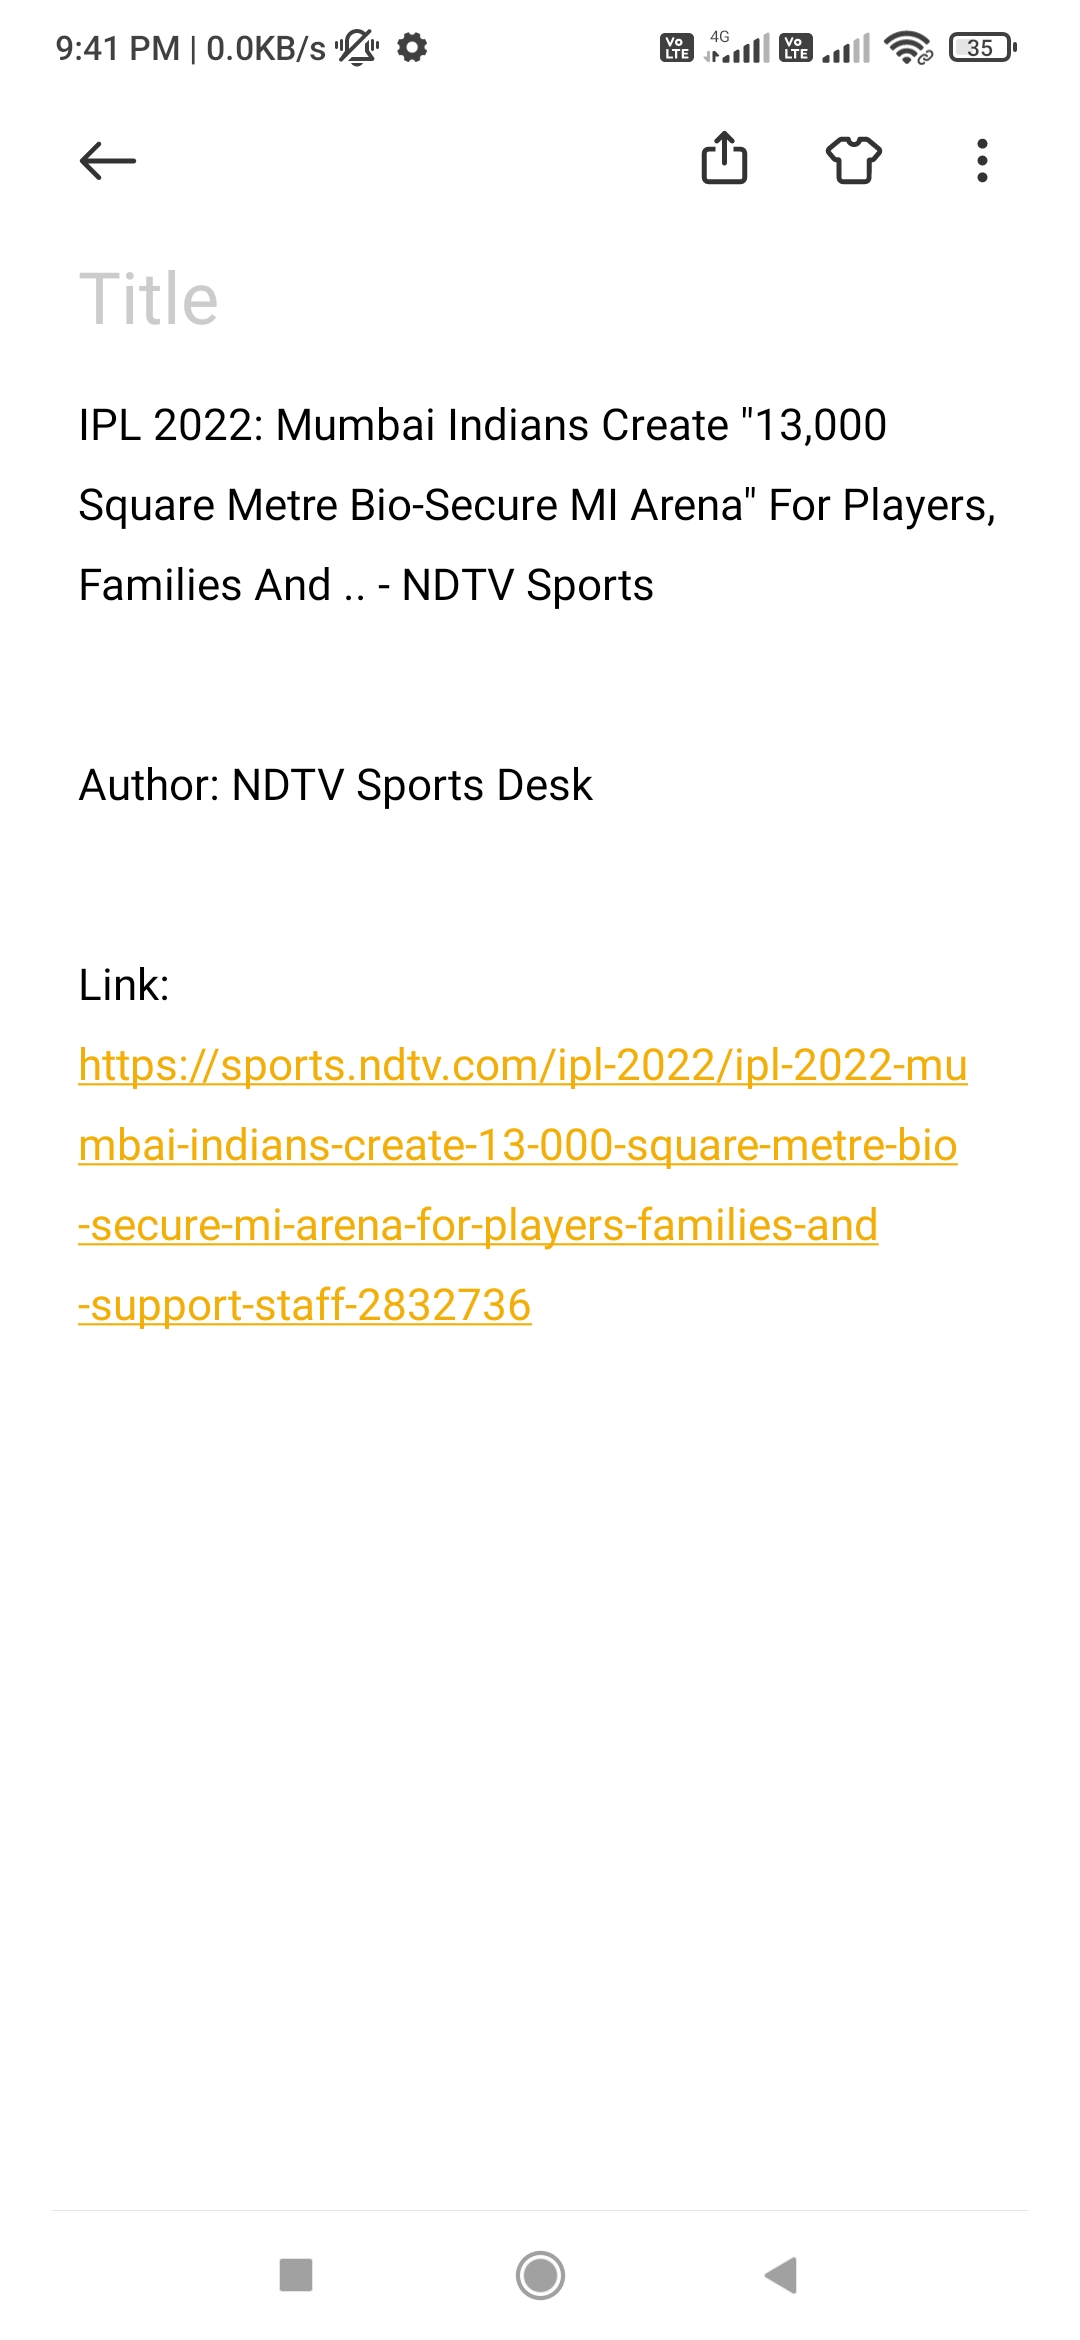 9:41 PM | 0.0KB/s
Vo LTE 4G Vo LTE 35
Title
IPL 2022: Mumbai Indians Create "13,000
Square Metre Bio-Secure MI Arena" For Players,
Families And .. - NDTV Sports
Author: NDTV Sports Desk
Link:
https://sports.ndtv.com/ipl-2022/ipl-2022-mu
mbai-indians-create-13-000-square-metre-bio
-secure-mi-arena-for-players-families-and
-support-staff-2832736